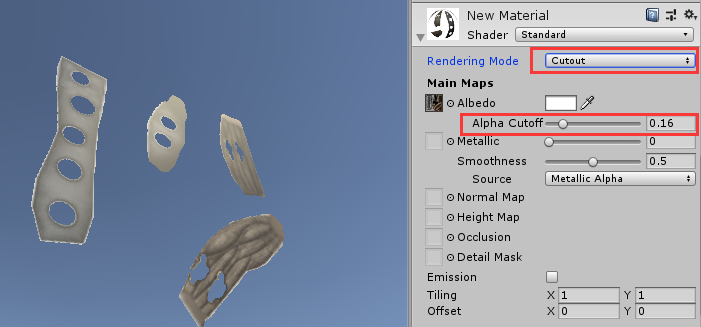 New Material
Shader Standard
Rendering Mode Cutout
Main Maps
Albedo
Alpha Cutoff 0.16
Metallic 0
Smoothness 0.5
Source Metallic Alpha
Normal Map
Height Map
Occlusion
Detail Mask
Emission
Tiling X 1 Y 1
Offset X 0 Y 0